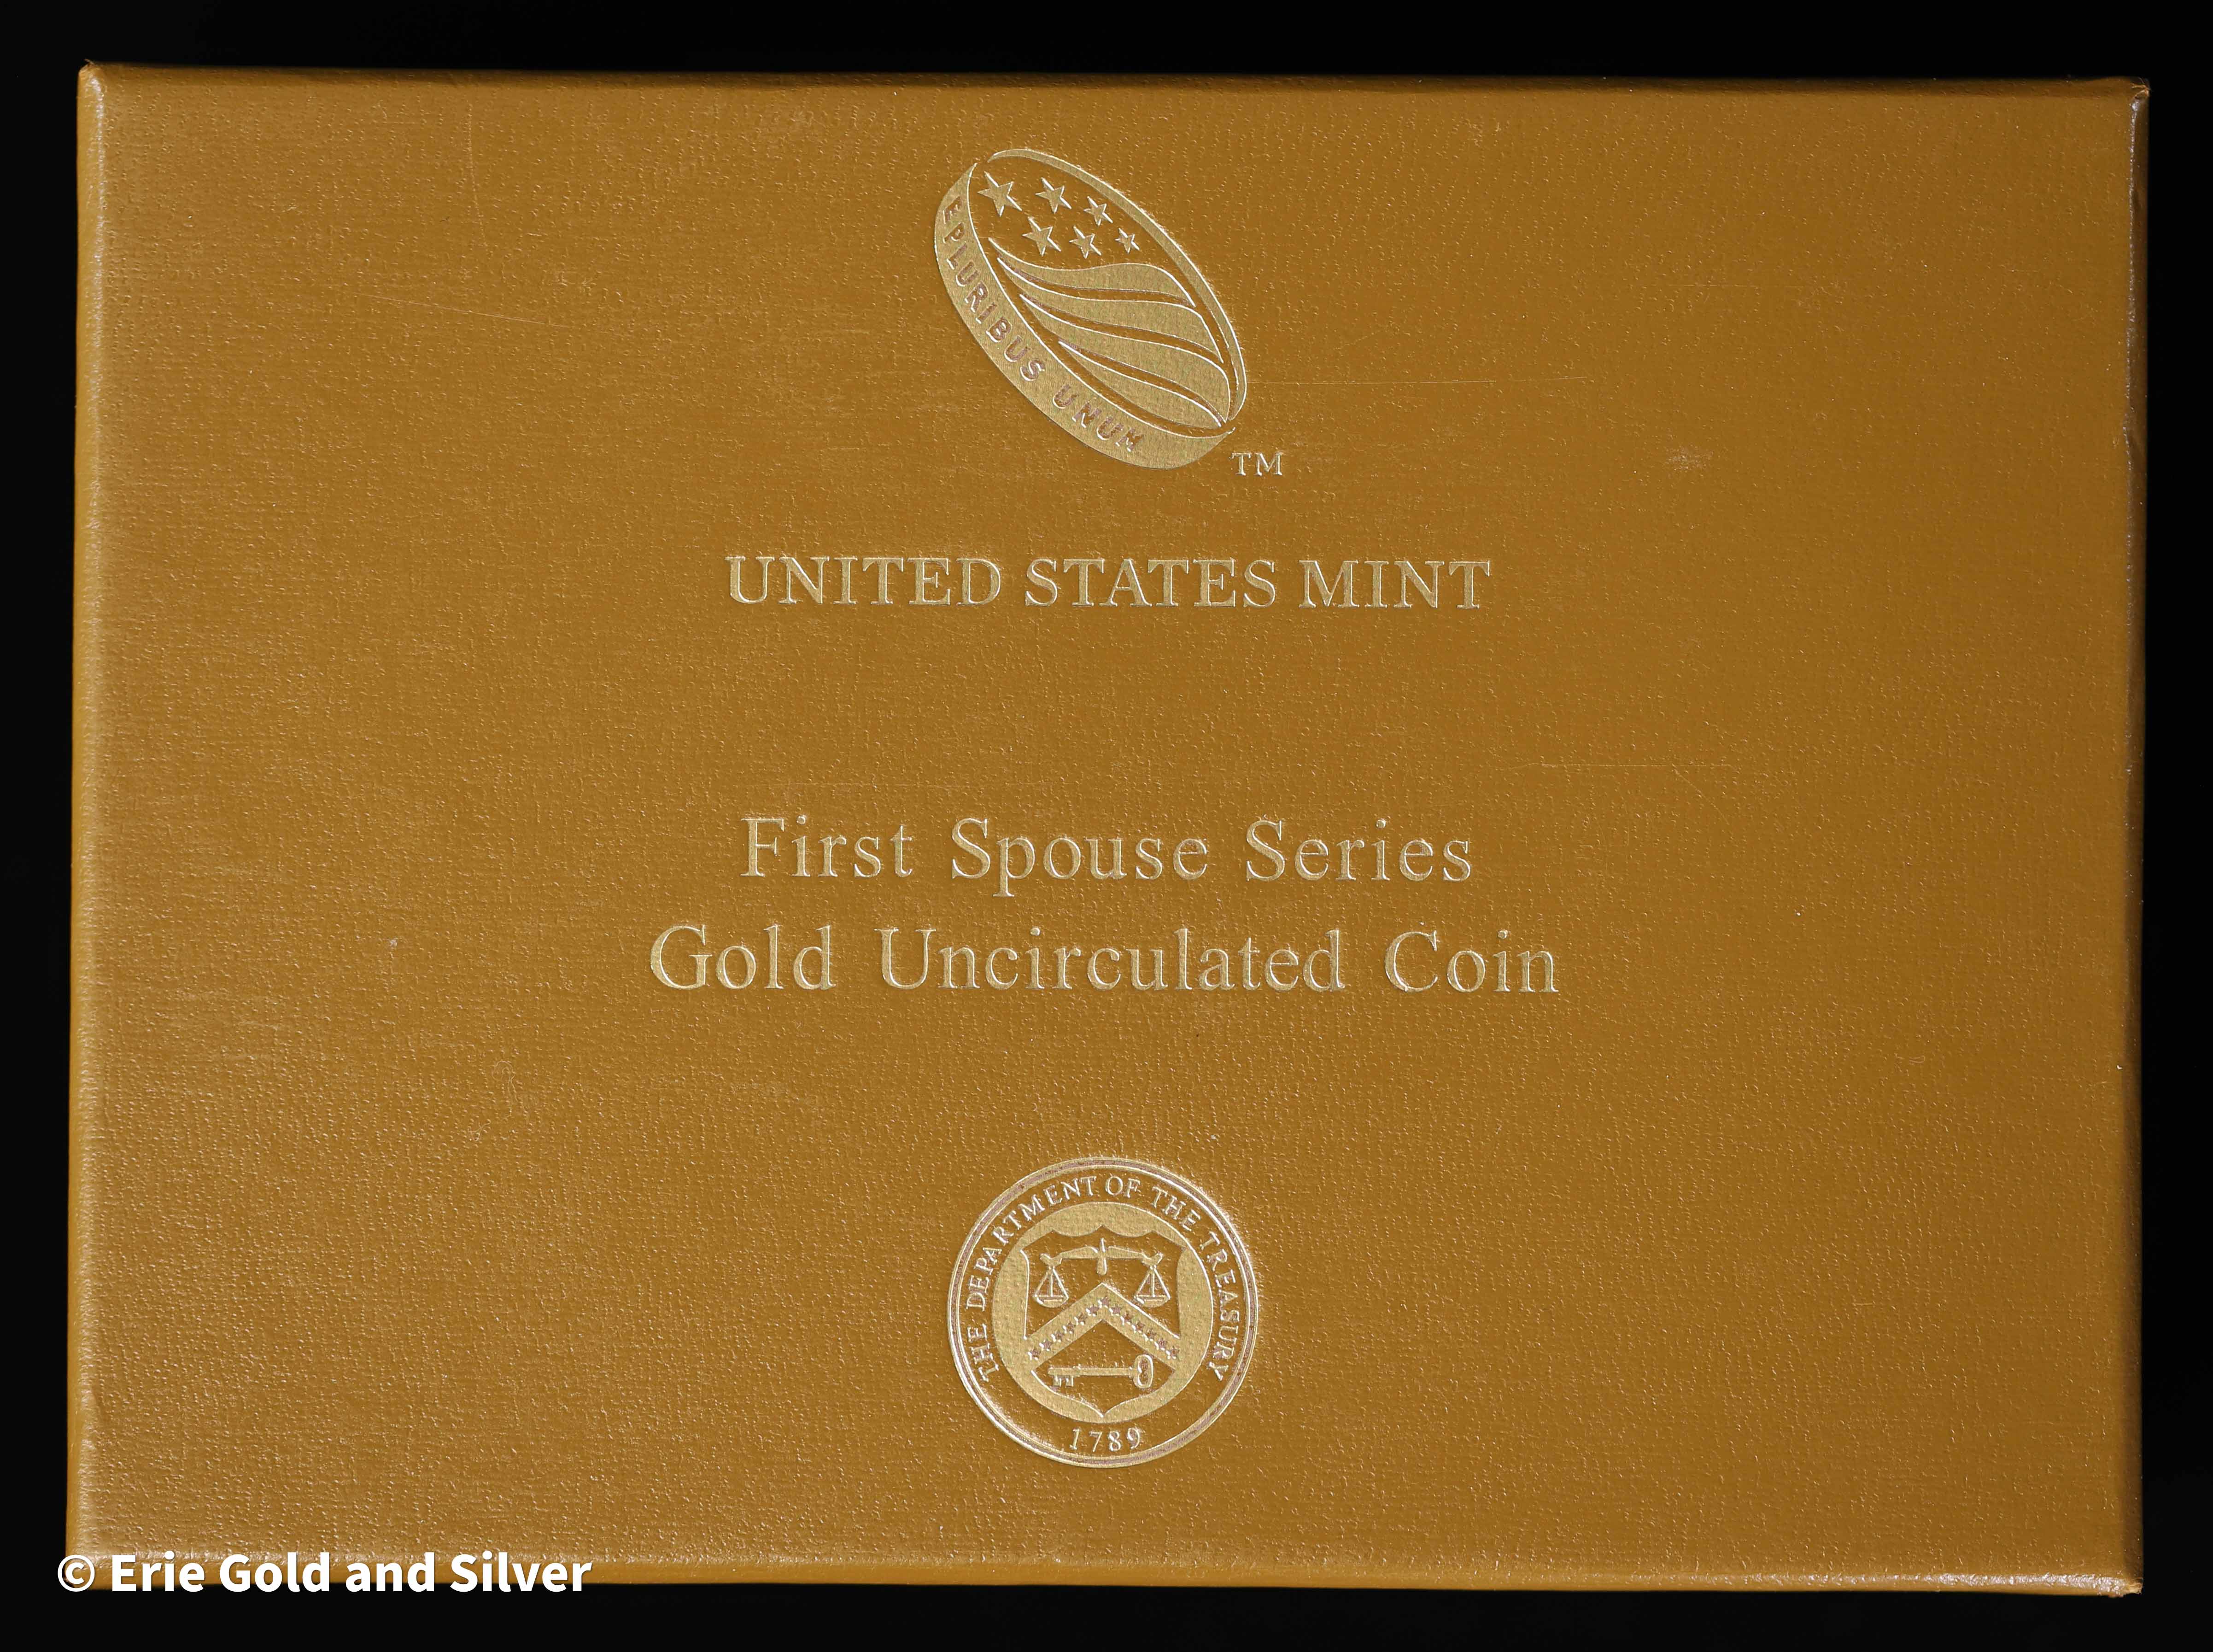 E PLURIBUS UNUM
TM
UNITED STATES MINT
First Spouse Series
Gold Uncirculated Coin
THE DEPARTMENT OF THE TREASURY
1789
© Erie Gold and Silver